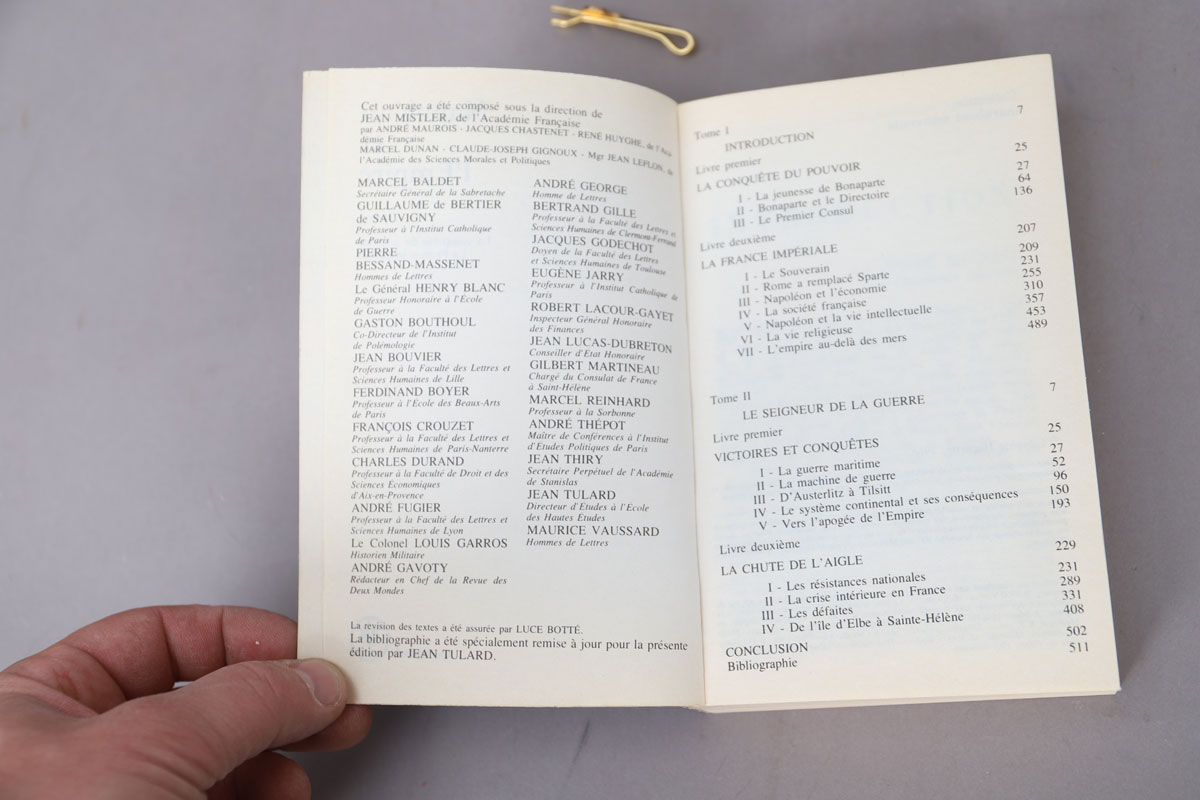 Cet ouvrage a été composé sous la direction de
JEAN MISTLER, de l'Académie Française
par ANDRÉ MAUROIS - JACQUES CHASTENET - RENÉ HUYGHE, de l'Aca-
démie Française
MARCEL DUNAN - CLAUDE-JOSEPH GIGNOUX - Mgr JEAN LEFLON, de
l'Académie des Sciences Morales et Politiques
MARCEL BALDET
Secrétaire Général de la Sabretache
GUILLAUME de BERTIER
de SAUVIGNY
Professeur à l'Institut Catholique
de Paris
PIERRE
BESSAND-MASSENET
Hommes de Lettres
Le Général HENRY BLANC
Professeur Honoraire à l'École
de Guerre
GASTON BOUTHOUL
Co-Directeur de l'Institut
de Polémologie
JEAN BOUVIER
Professeur à la Faculté des Lettres et
Sciences Humaines de Lille
FERDINAND BOYER
Professeur à l'Ecole des Beaux-Arts
de Paris
FRANÇOIS CROUZET
Professeur à la Faculté des Lettres et
Sciences Humaines de Paris-Nanterre
CHARLES DURAND
Professeur à la Faculté de Droit et des
Sciences Economiques
d'Aix-en-Provence
ANDRÉ FUGIER
Professeur à la Faculté des Lettres et
Sciences Humaines de Lyon
Le Colonel LOUIS GARROS
Historien Militaire
ANDRÉ GAVOTY
Rédacteur en Chef de la Revue des
Deux Mondes
ANDRÉ GEORGE
Homme de Lettres
BERTRAND GILLE
Professeur à la Faculté des Lettres et
Sciences Humaines de Clermont-Ferrand
JACQUES GODECHOT
Doyen de la Faculté des Lettres
et Sciences Humaines de Toulouse
EUGÈNE JARRY
Professeur à l'Institut Catholique de
Paris
ROBERT LACOUR-GAYET
Inspecteur Général Honoraire
des Finances
JEAN LUCAS-DUBRETON
Conseiller d'Etat Honoraire
GILBERT MARTINEAU
Chargé du Consulat de France
à Saint-Hélène
MARCEL REINHARD
Professeur à la Sorbonne
ANDRÉ THÉPOT
Maître de Conférences à l'Institut
d'Etudes Politiques de Paris
JEAN THIRY
Secrétaire Perpétuel de l'Académie
de Stanislas
JEAN TULARD
Directeur d'Etudes à l'École
des Hautes Etudes
MAURICE VAUSSARD
Hommes de Lettres
La revision des textes a été assurée par LUCE BOTTÉ.
La bibliographie a été spécialement remise à jour pour la présente
édition par JEAN TULARD.
Tome I
INTRODUCTION 7
Livre premier
LA CONQUÊTE DU POUVOIR 25
I - La jeunesse de Bonaparte 27
II - Bonaparte et le Directoire 64
III - Le Premier Consul 136
Livre deuxième
LA FRANCE IMPÉRIALE 207
I - Le Souverain 209
II - Rome a remplacé Sparte 231
III - Napoléon et l'économie 255
IV - La société française 310
V - Napoléon et la vie intellectuelle 357
VI - La vie religieuse 453
VII - L'empire au-delà des mers 489
Tome II
LE SEIGNEUR DE LA GUERRE 7
Livre premier
VICTOIRES ET CONQUÊTES 25
I - La guerre maritime 27
II - La machine de guerre 52
III - D'Austerlitz à Tilsitt 96
IV - Le système continental et ses conséquences 150
V - Vers l'apogée de l'Empire 193
Livre deuxième
LA CHUTE DE L'AIGLE 229
I - Les résistances nationales 231
II - La crise intérieure en France 289
III - Les défaites 331
IV - De l'île d'Elbe à Sainte-Hélène 408
CONCLUSION 502
Bibliographie 511